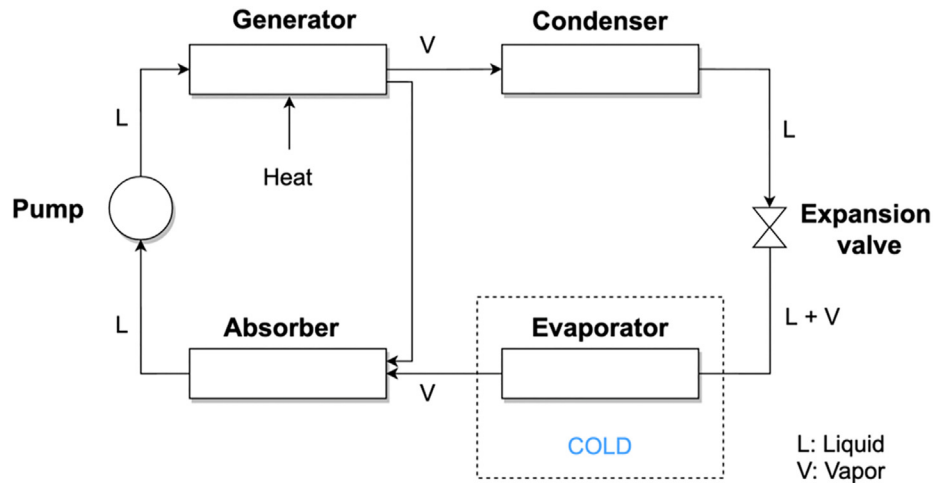 Generator
V
Condenser
L
L
Heat
Pump
Expansion
valve
L
Absorber
Evaporator
L + V
V
COLD
L: Liquid
V: Vapor